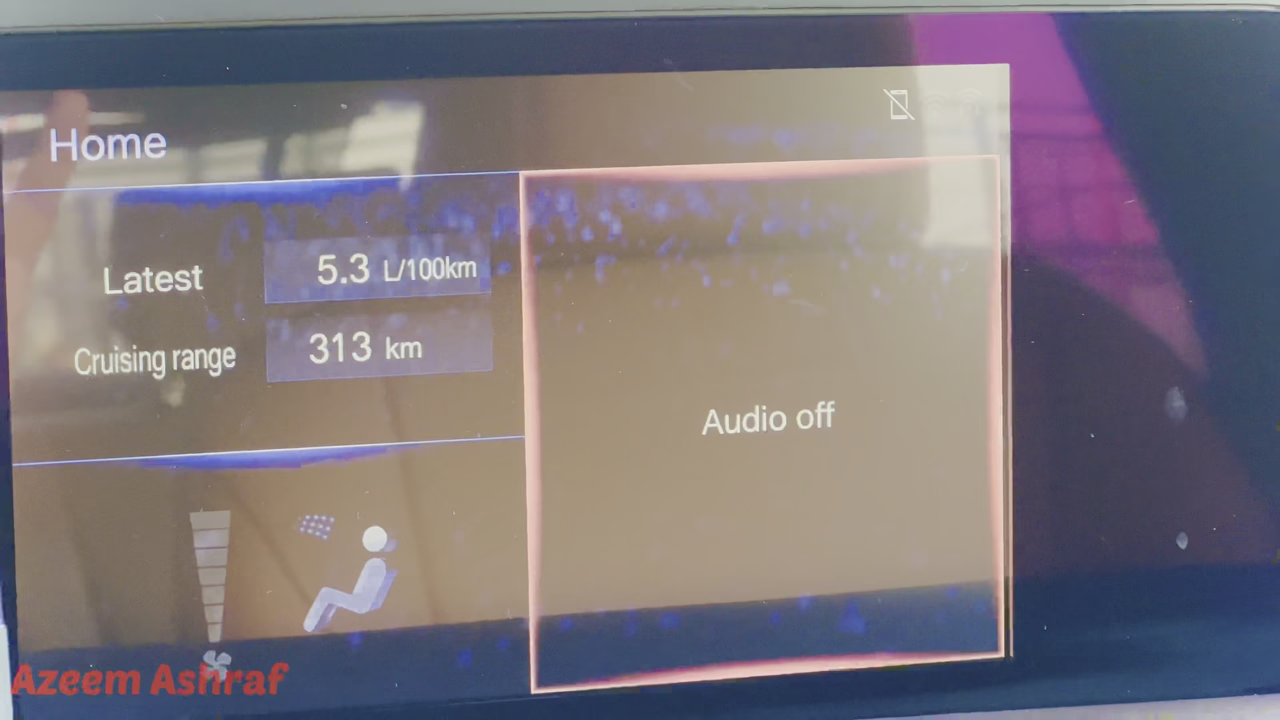 Home
Latest
5.3 L/100km
Cruising range
313 km
Audio off
Azeem Ashraf